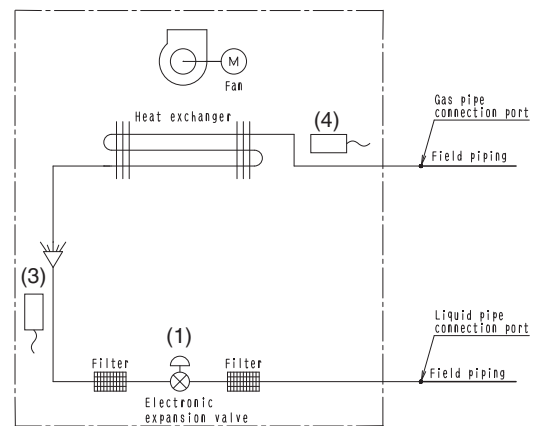 M
Fan
Heat exchanger
(4)
Gas pipe
connection port
Field piping
(3)
(1)
Filter
Filter
Electronic
expansion valve
Liquid pipe
connection port
Field piping